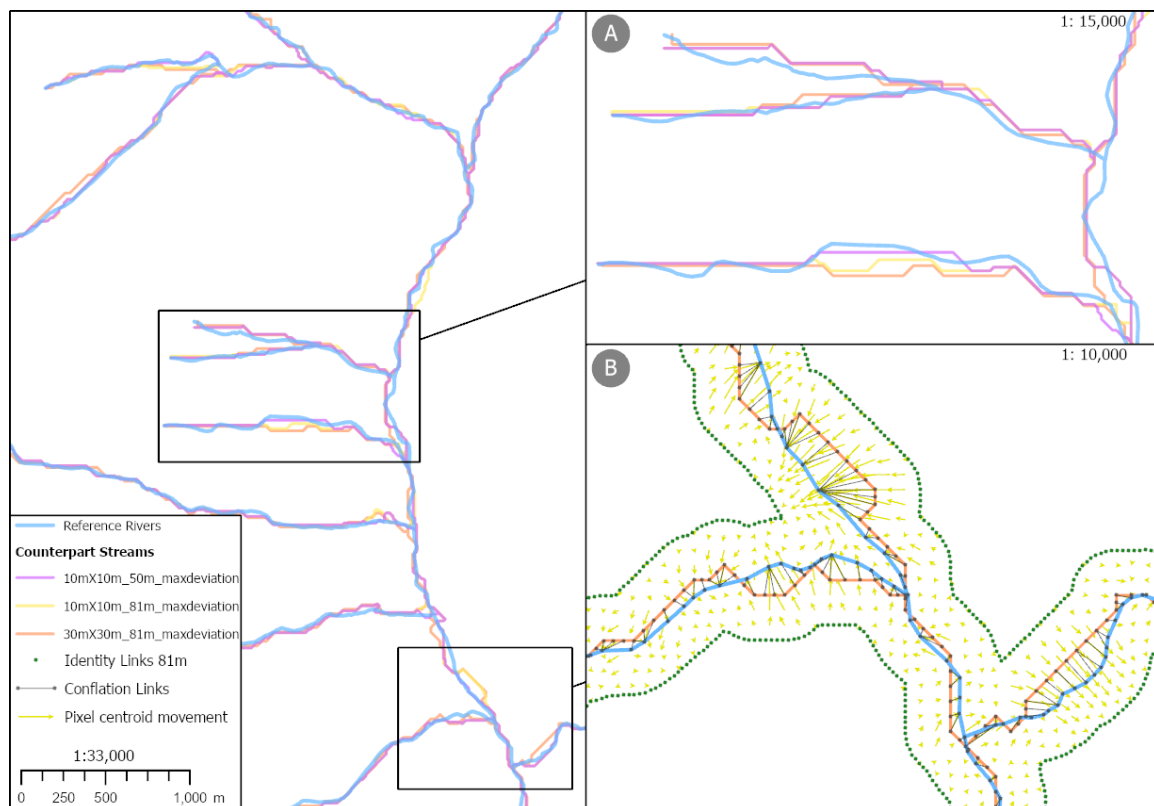 A
1: 15,000
B
1: 10,000
Reference Rivers
Counterpart Streams
10mX10m_50m_maxdeviation
10mX10m_81m_maxdeviation
30mX30m_81m_maxdeviation
Identity Links 81m
Conflation Links
Pixel centroid movement
1:33,000
0 250 500 1,000 m